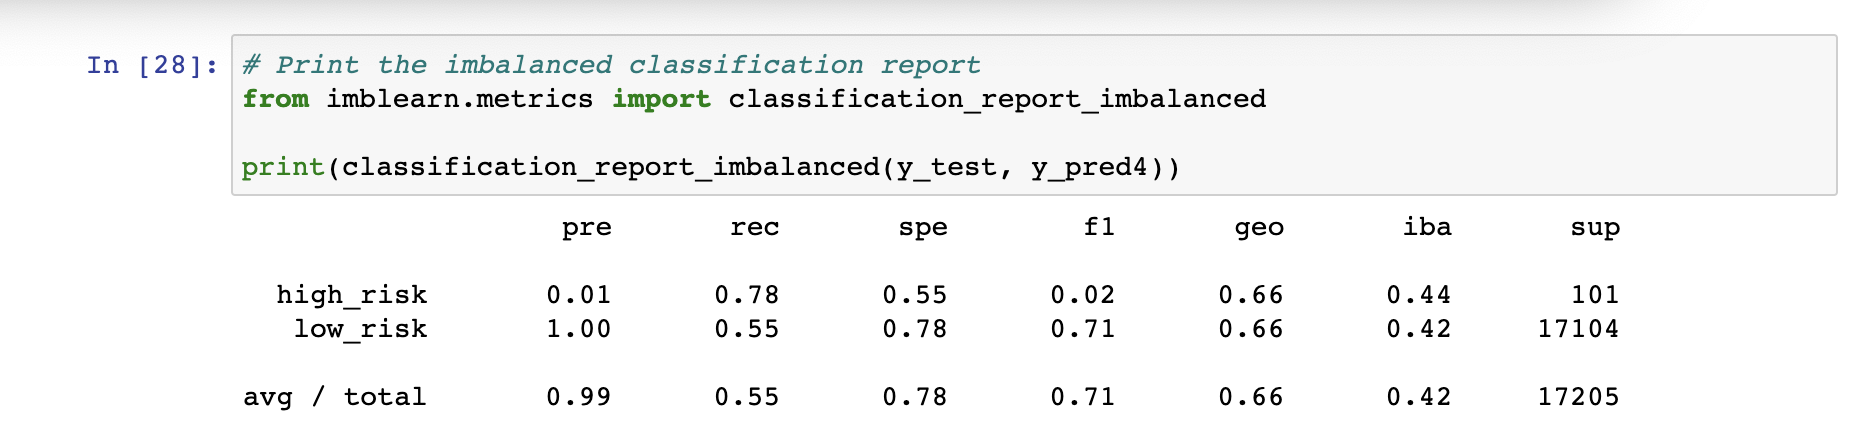 In [28]: # Print the imbalanced classification report
from imblearn.metrics import classification_report_imbalanced
print(classification_report_imbalanced(y_test, y_pred4))
pre rec spe f1 geo iba sup
high_risk 0.01 0.78 0.55 0.02 0.66 0.44 101
low_risk 1.00 0.55 0.78 0.71 0.66 0.42 17104
avg / total 0.99 0.55 0.78 0.71 0.66 0.42 17205